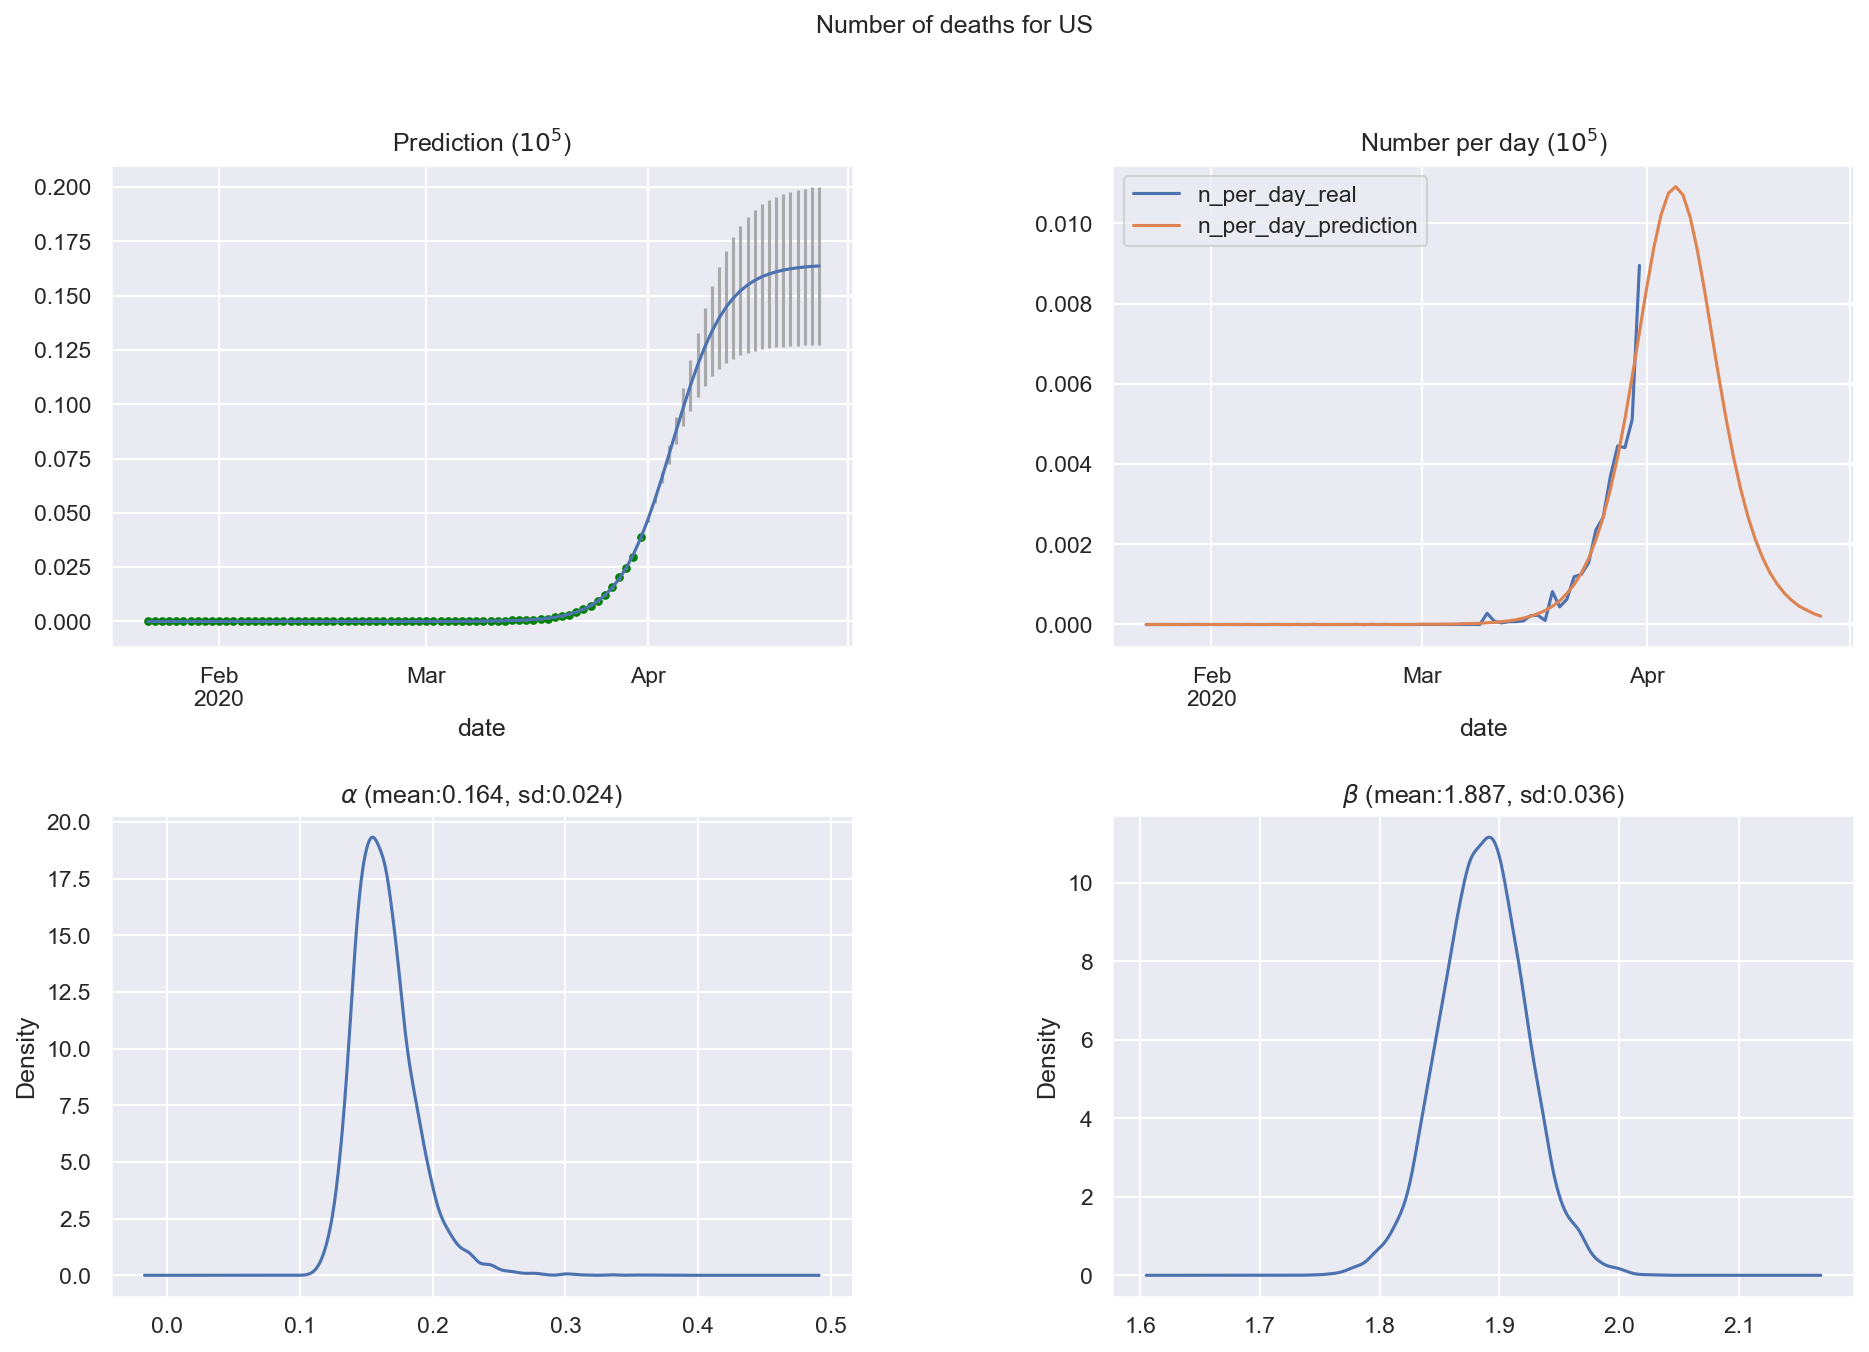 Number of deaths for US
Prediction (10⁵)
0.200
0.175
0.150
0.125
0.100
0.075
0.050
0.025
0.000
Feb
2020
Mar
Apr
date
Number per day (10⁵)
n_per_day_real
n_per_day_prediction
0.010
0.008
0.006
0.004
0.002
0.000
Feb
2020
Mar
Apr
date
α (mean:0.164, sd:0.024)
Density
20.0
17.5
15.0
12.5
10.0
7.5
5.0
2.5
0.0
0.0 0.1 0.2 0.3 0.4 0.5
β (mean:1.887, sd:0.036)
Density
10
8
6
4
2
0
1.6 1.7 1.8 1.9 2.0 2.1